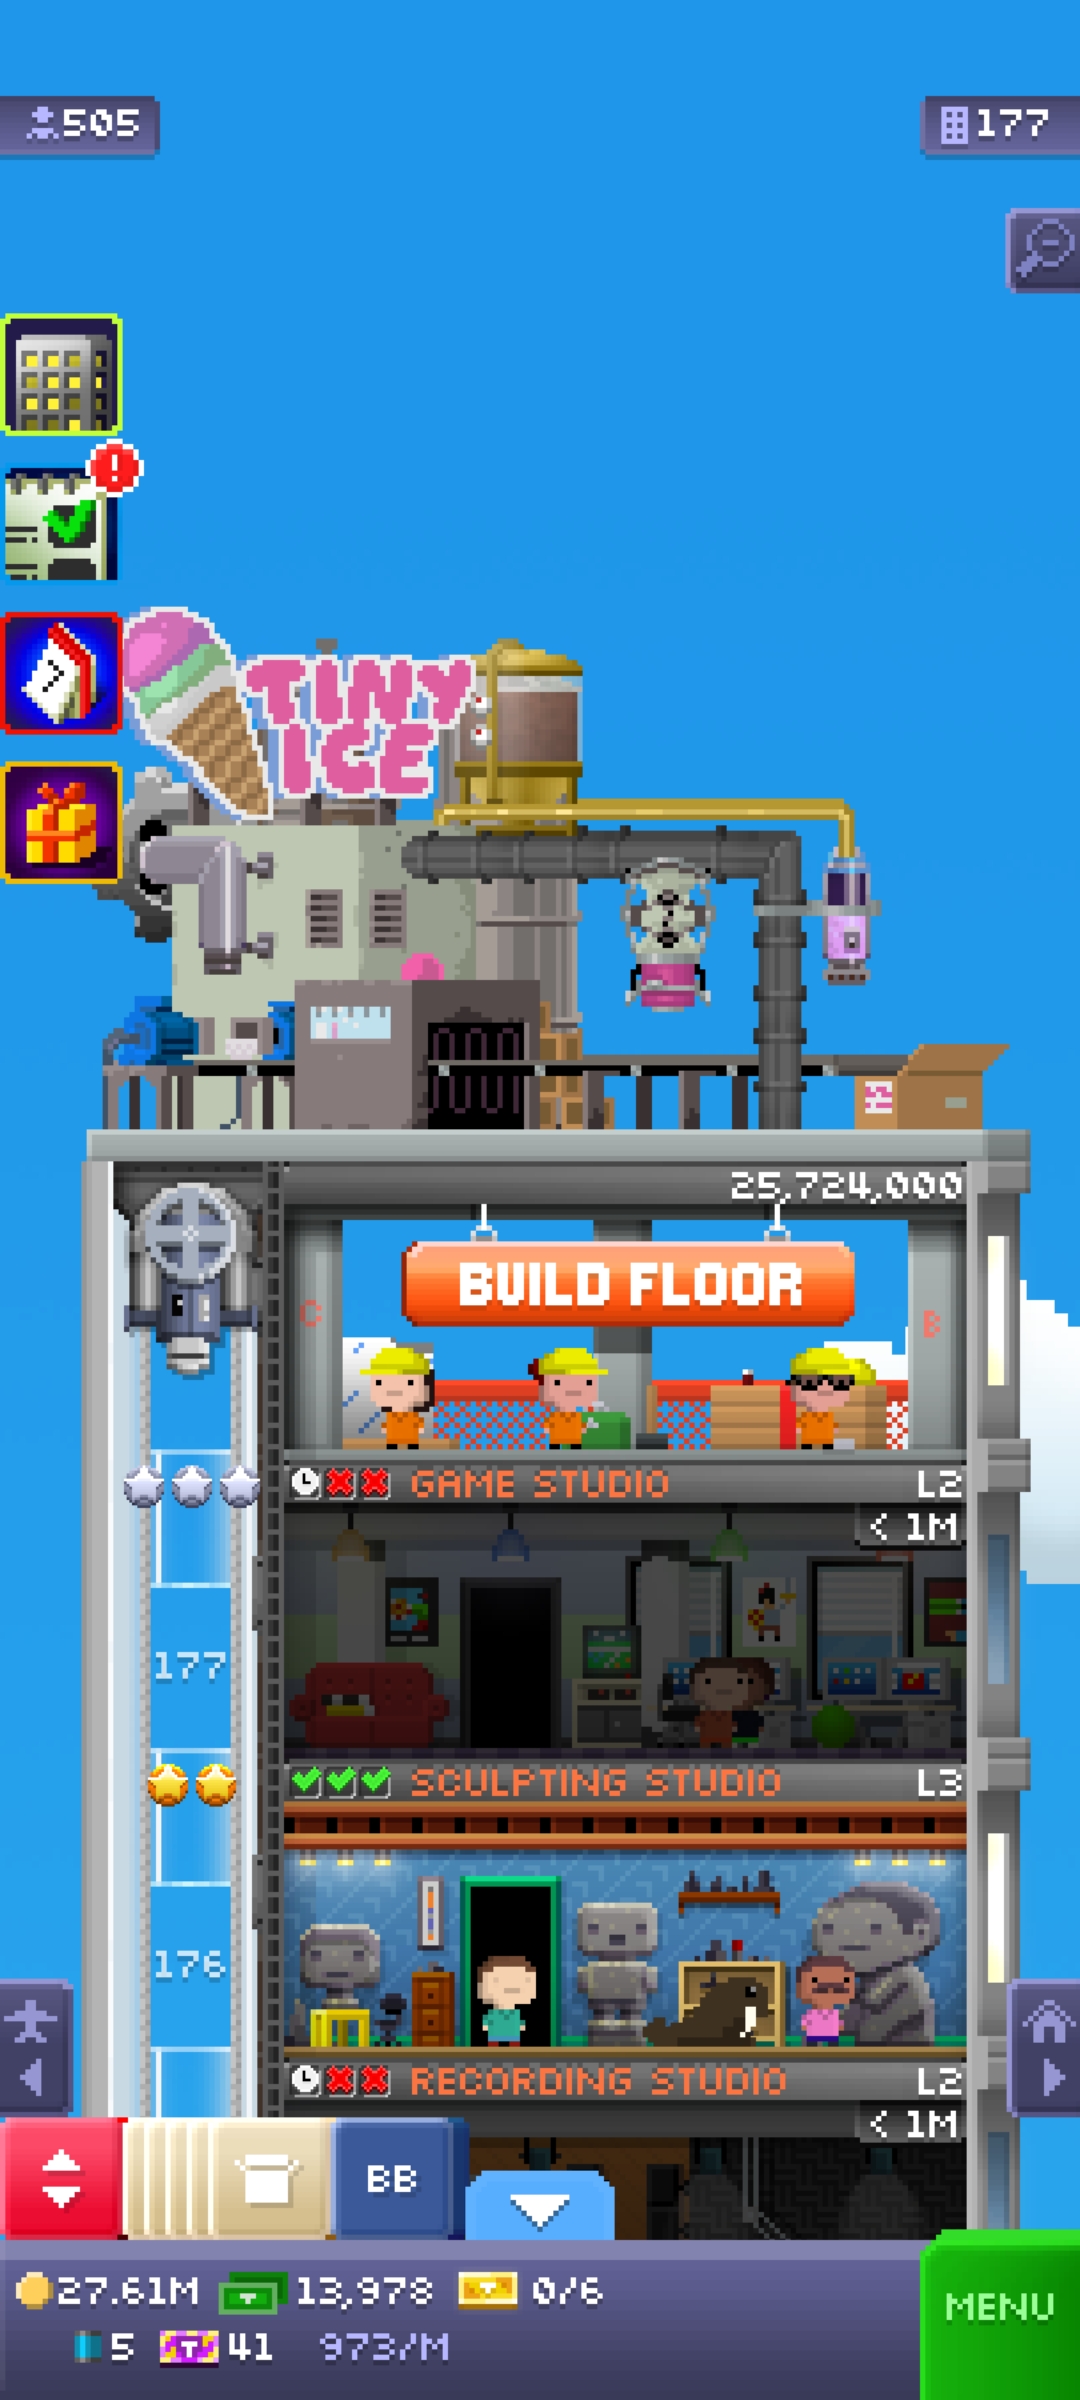 505
177
7
TINY
ICE
25,724,000
BUILD FLOOR
C
B
GAME STUDIO
L2
< 1M
177
SCULPTING STUDIO
L3
176
RECORDING STUDIO
L2
< 1M
BB
27.61M
13,978
0/6
5
T
41
973/M
MENU